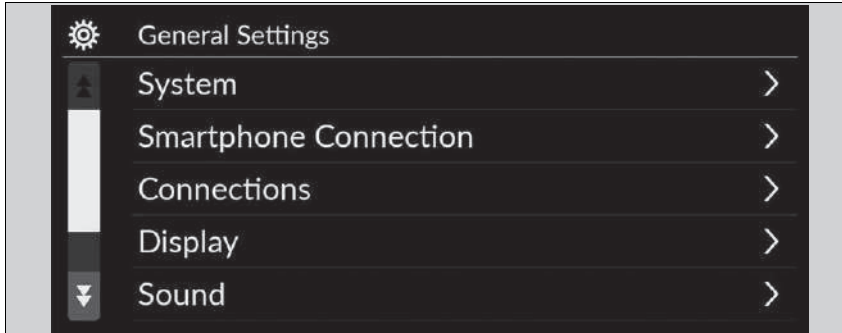 General Settings
System
Smartphone Connection
Connections
Display
Sound